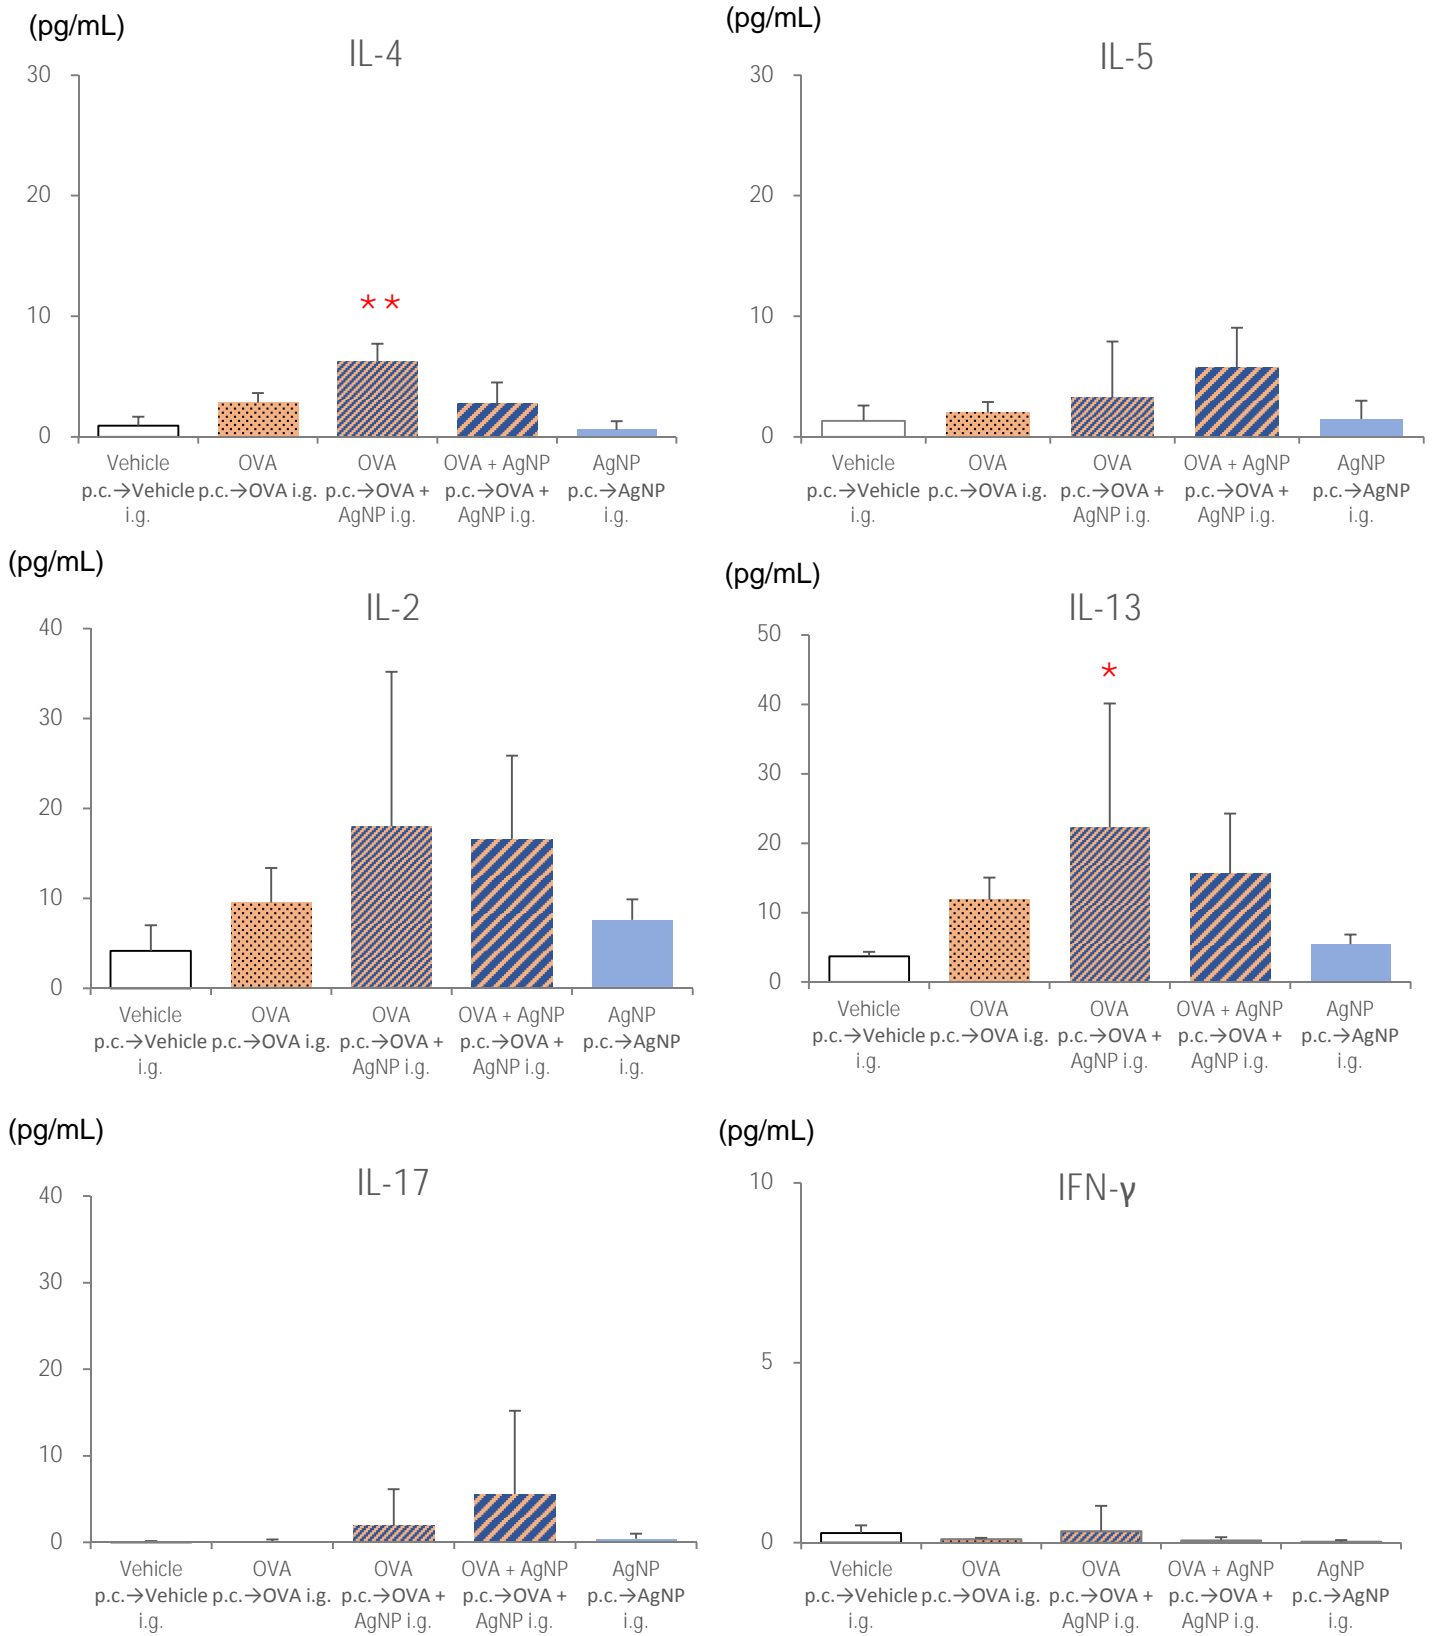 (pg/mL)
IL-4
30
20
10
0
**
Vehicle
p.c.→Vehicle
i.g.
OVA
p.c.→OVA i.g.
OVA
p.c.→OVA +
AgNP i.g.
OVA + AgNP
p.c.→OVA +
AgNP i.g.
AgNP
p.c.→AgNP
i.g.
(pg/mL)
IL-5
30
20
10
0
Vehicle
p.c.→Vehicle
i.g.
OVA
p.c.→OVA i.g.
OVA
p.c.→OVA +
AgNP i.g.
OVA + AgNP
p.c.→OVA +
AgNP i.g.
AgNP
p.c.→AgNP
i.g.
(pg/mL)
IL-2
40
30
20
10
0
Vehicle
p.c.→Vehicle
i.g.
OVA
p.c.→OVA i.g.
OVA
p.c.→OVA +
AgNP i.g.
OVA + AgNP
p.c.→OVA +
AgNP i.g.
AgNP
p.c.→AgNP
i.g.
(pg/mL)
IL-13
50
40
30
20
10
0
*
Vehicle
p.c.→Vehicle
i.g.
OVA
p.c.→OVA i.g.
OVA
p.c.→OVA +
AgNP i.g.
OVA + AgNP
p.c.→OVA +
AgNP i.g.
AgNP
p.c.→AgNP
i.g.
(pg/mL)
IL-17
40
30
20
10
0
Vehicle
p.c.→Vehicle
i.g.
OVA
p.c.→OVA i.g.
OVA
p.c.→OVA +
AgNP i.g.
OVA + AgNP
p.c.→OVA +
AgNP i.g.
AgNP
p.c.→AgNP
i.g.
(pg/mL)
IFN-γ
10
5
0
Vehicle
p.c.→Vehicle
i.g.
OVA
p.c.→OVA i.g.
OVA
p.c.→OVA +
AgNP i.g.
OVA + AgNP
p.c.→OVA +
AgNP i.g.
AgNP
p.c.→AgNP
i.g.